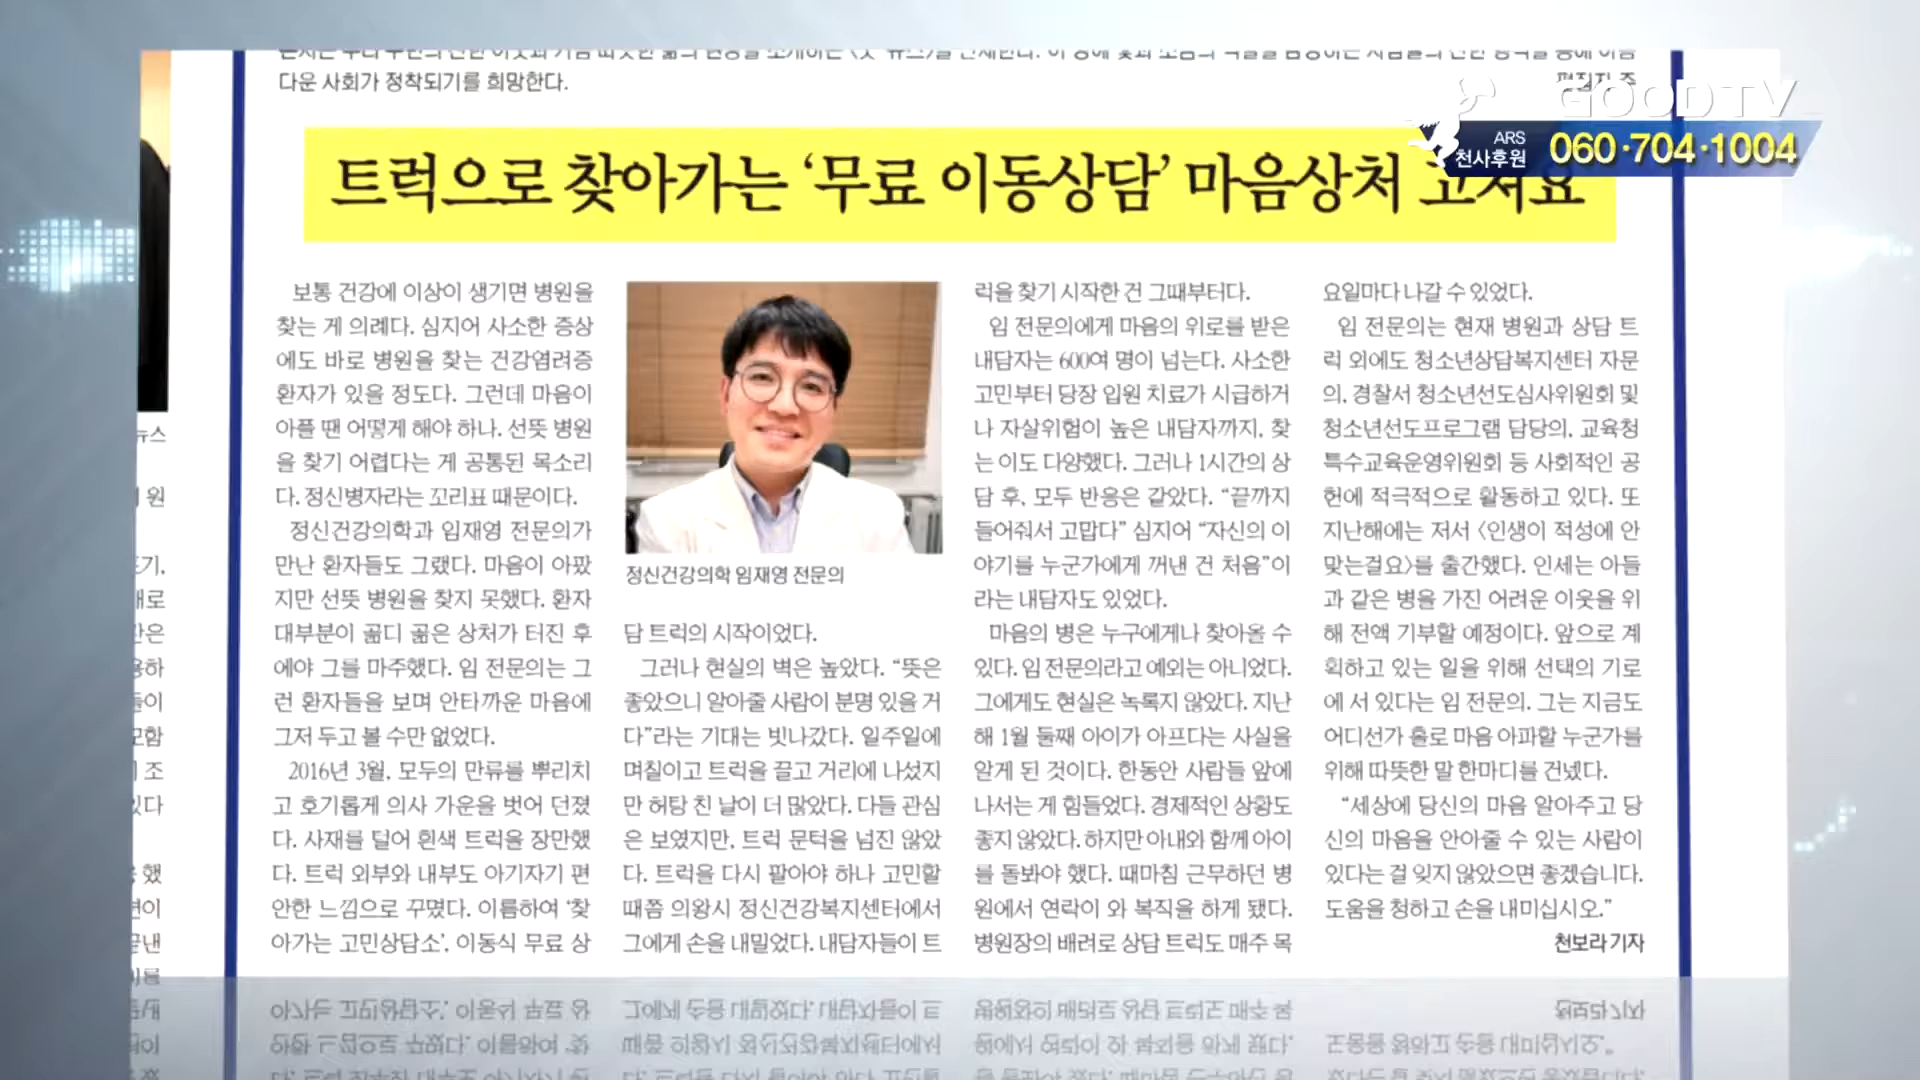 다운 사회가 정착되기를 희망한다.
편집자 주
GOODTV
ARS
천사후원
060·704·1004
트럭으로 찾아가는 ‘무료 이동상담’ 마음상처 고쳐요
보통 건강에 이상이 생기면 병원을
찾는 게 의례다. 심지어 사소한 증상
에도 바로 병원을 찾는 건강염려증
환자가 있을 정도다. 그런데 마음이
아플 땐 어떻게 해야 하나. 선뜻 병원
을 찾기 어렵다는 게 공통된 목소리
다. 정신병자라는 꼬리표 때문이다.
정신건강의학과 임재영 전문의가
만난 환자들도 그랬다. 마음이 아팠
지만 선뜻 병원을 찾지 못했다. 환자
대부분이 곪디 곪은 상처가 터진 후
에야 그를 마주했다. 임 전문의는 그
런 환자들을 보며 안타까운 마음에
그저 두고 볼 수만 없었다.
2016년 3월, 모두의 만류를 뿌리치
고 호기롭게 의사 가운을 벗어 던졌
다. 사재를 털어 흰색 트럭을 장만했
다. 트럭 외부와 내부도 아기자기 편
안한 느낌으로 꾸몄다. 이름하여 ‘찾
아가는 고민상담소’. 이동식 무료 상
정신건강의학 임재영 전문의
담 트럭의 시작이었다.
그러나 현실의 벽은 높았다. “뜻은
좋았으니 알아줄 사람이 분명 있을 거
다”라는 기대는 빗나갔다. 일주일에
며칠이고 트럭을 끌고 거리에 나섰지
만 허탕 친 날이 더 많았다. 다들 관심
은 보였지만, 트럭 문턱을 넘진 않았
다. 트럭을 다시 팔아야 하나 고민할
때쯤 의왕시 정신건강복지센터에서
그에게 손을 내밀었다. 내담자들이 트
럭을 찾기 시작한 건 그때부터다.
임 전문의에게 마음의 위로를 받은
내담자는 600여 명이 넘는다. 사소한
고민부터 당장 입원 치료가 시급하거
나 자살위험이 높은 내담자까지, 찾
는 이도 다양했다. 그러나 1시간의 상
담 후, 모두 반응은 같았다. “끝까지
들어줘서 고맙다” 심지어 “자신의 이
야기를 누군가에게 꺼낸 건 처음”이
라는 내담자도 있었다.
마음의 병은 누구에게나 찾아올 수
있다. 임 전문의라고 예외는 아니었다.
그에게도 현실은 녹록지 않았다. 지난
해 1월 둘째 아이가 아프다는 사실을
알게 된 것이다. 한동안 사람들 앞에
나서는 게 힘들었다. 경제적인 상황도
좋지 않았다. 하지만 아내와 함께 아이
를 돌봐야 했다. 때마침 근무하던 병
원에서 연락이 와 복직을 하게 됐다.
병원장의 배려로 상담 트럭도 매주 목
요일마다 나갈 수 있었다.
임 전문의는 현재 병원과 상담 트
럭 외에도 청소년상담복지센터 자문
의, 경찰서 청소년선도심사위원회 및
청소년선도프로그램 담당의, 교육청
특수교육운영위원회 등 사회적인 공
헌에 적극적으로 활동하고 있다. 또
지난해에는 저서 〈인생이 적성에 안
맞는걸요〉를 출간했다. 인세는 아들
과 같은 병을 가진 어려운 이웃을 위
해 전액 기부할 예정이다. 앞으로 계
획하고 있는 일을 위해 선택의 기로
에 서 있다는 임 전문의. 그는 지금도
어디선가 홀로 마음 아파할 누군가를
위해 따뜻한 말 한마디를 건넸다.
“세상에 당신의 마음 알아주고 당
신의 마음을 안아줄 수 있는 사람이
있다는 걸 잊지 않았으면 좋겠습니다.
도움을 청하고 손을 내미십시오.”
천보라 기자